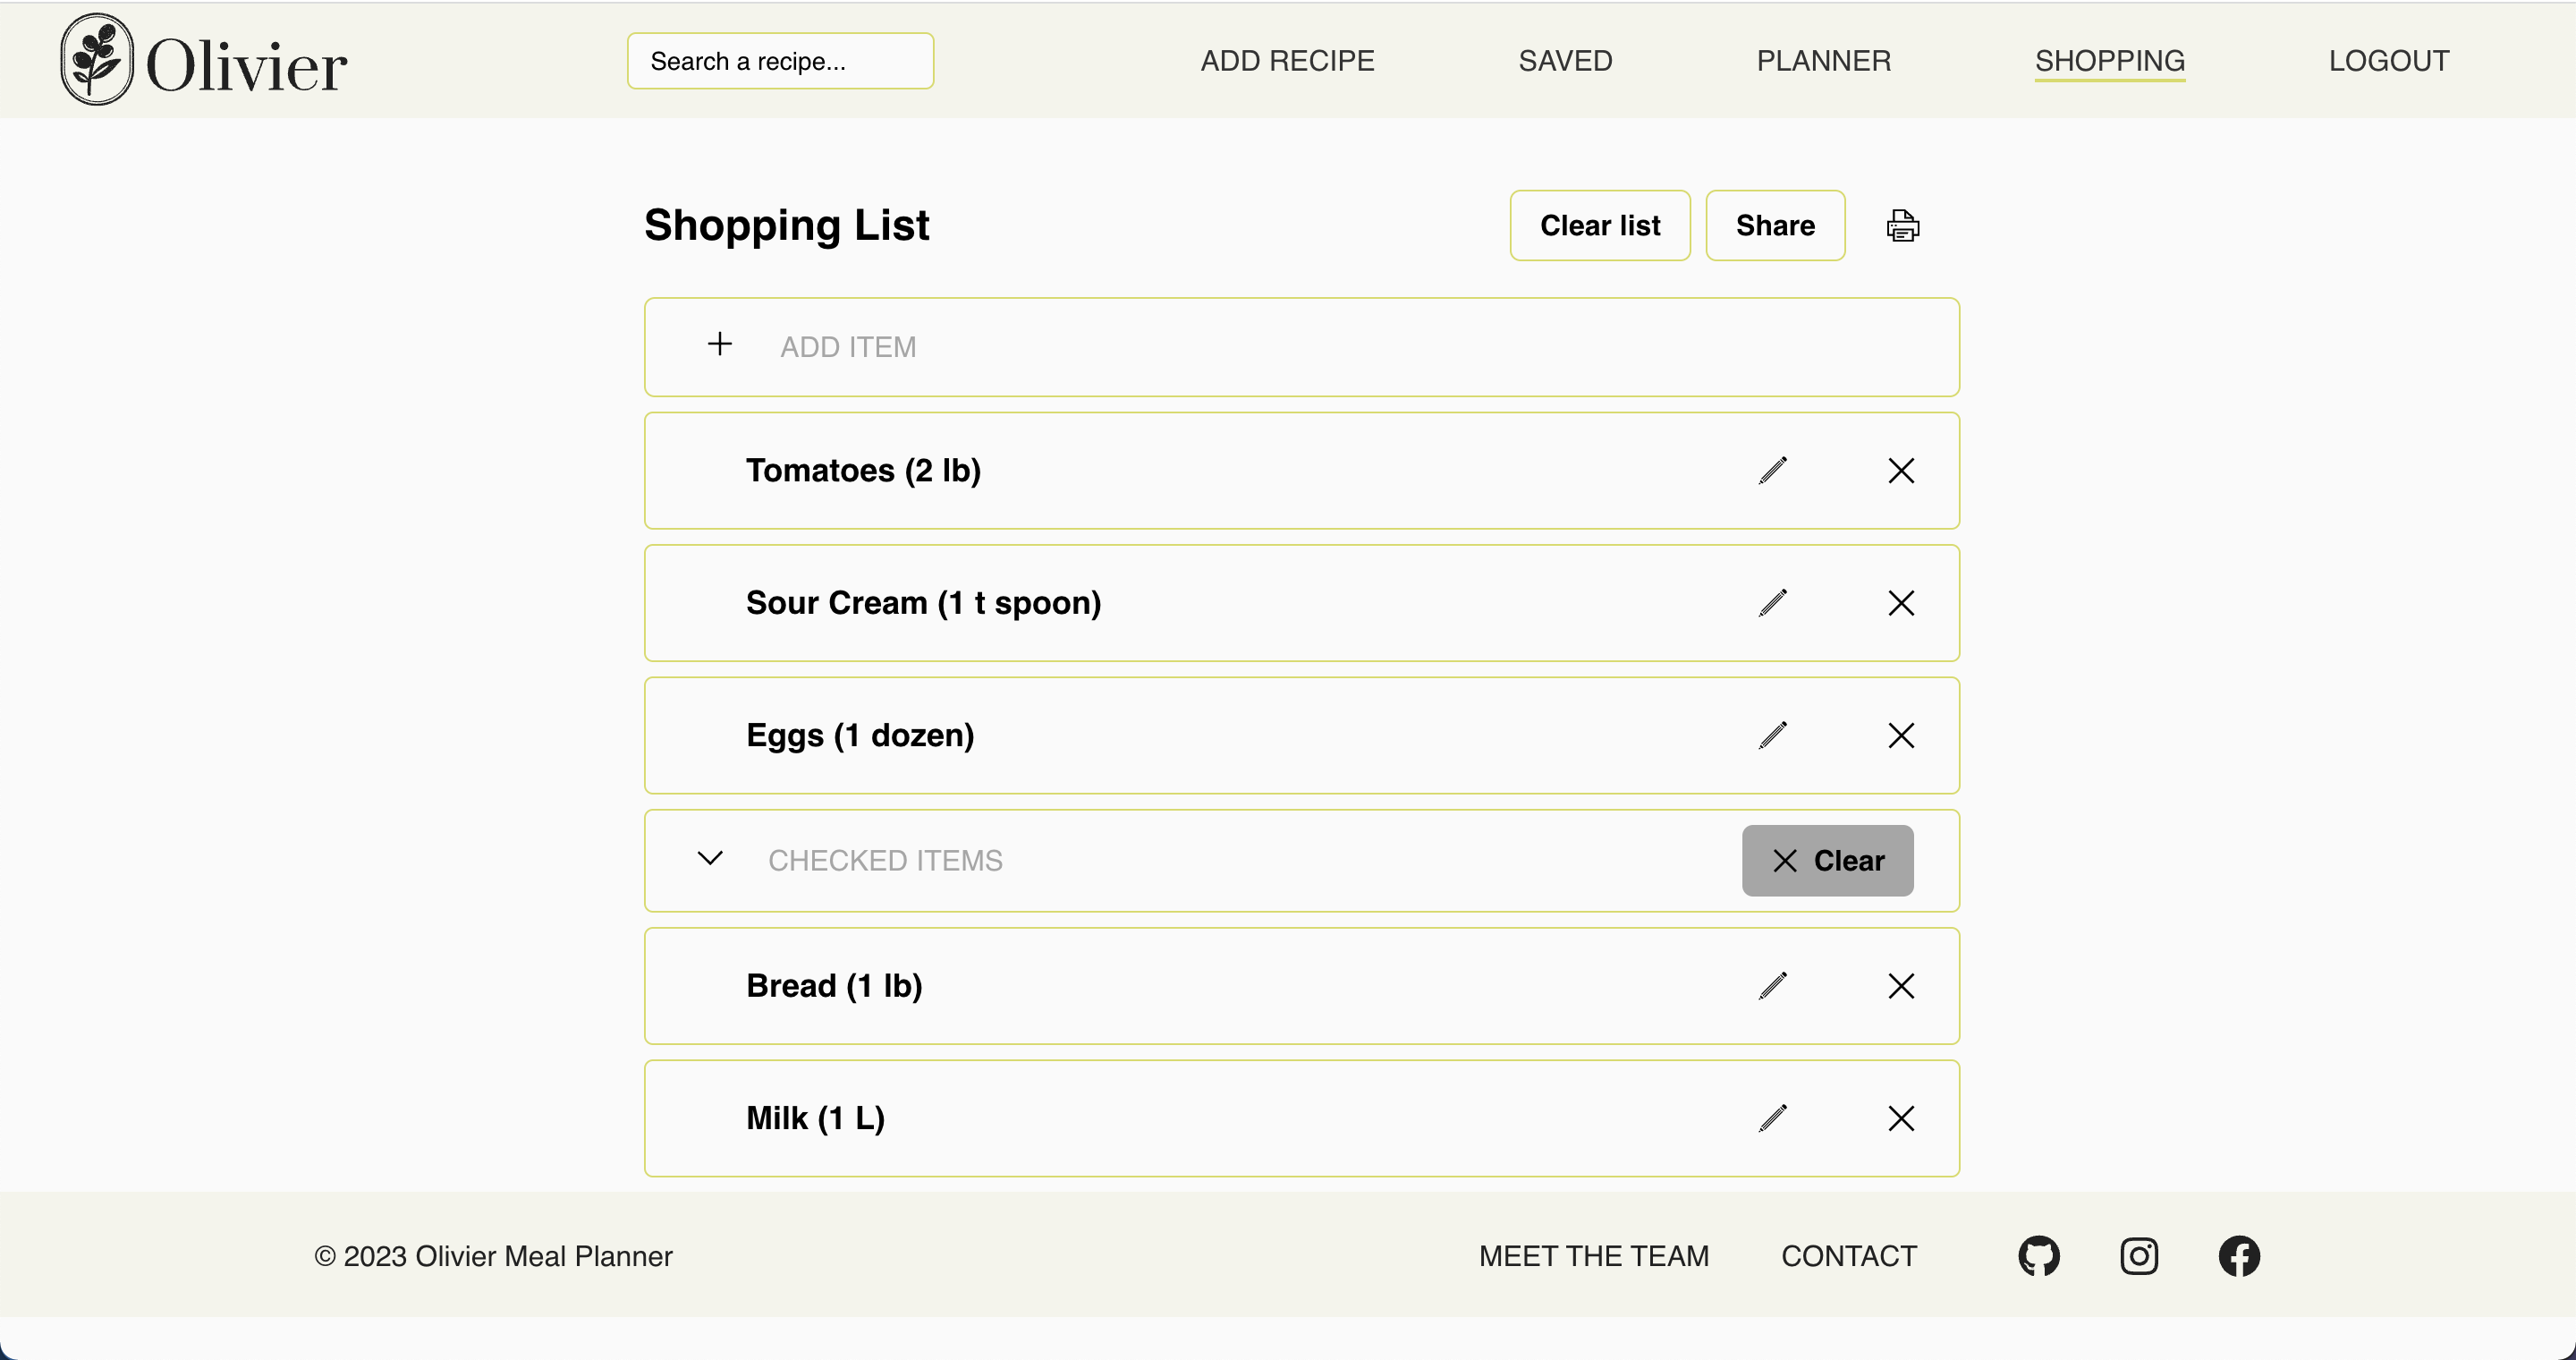 Olivier
Search a recipe...
ADD RECIPE
SAVED
PLANNER
SHOPPING
LOGOUT
Shopping List
Clear list
Share
ADD ITEM
Tomatoes (2 lb)
Sour Cream (1 t spoon)
Eggs (1 dozen)
CHECKED ITEMS
Clear
Bread (1 lb)
Milk (1 L)
© 2023 Olivier Meal Planner
MEET THE TEAM
CONTACT